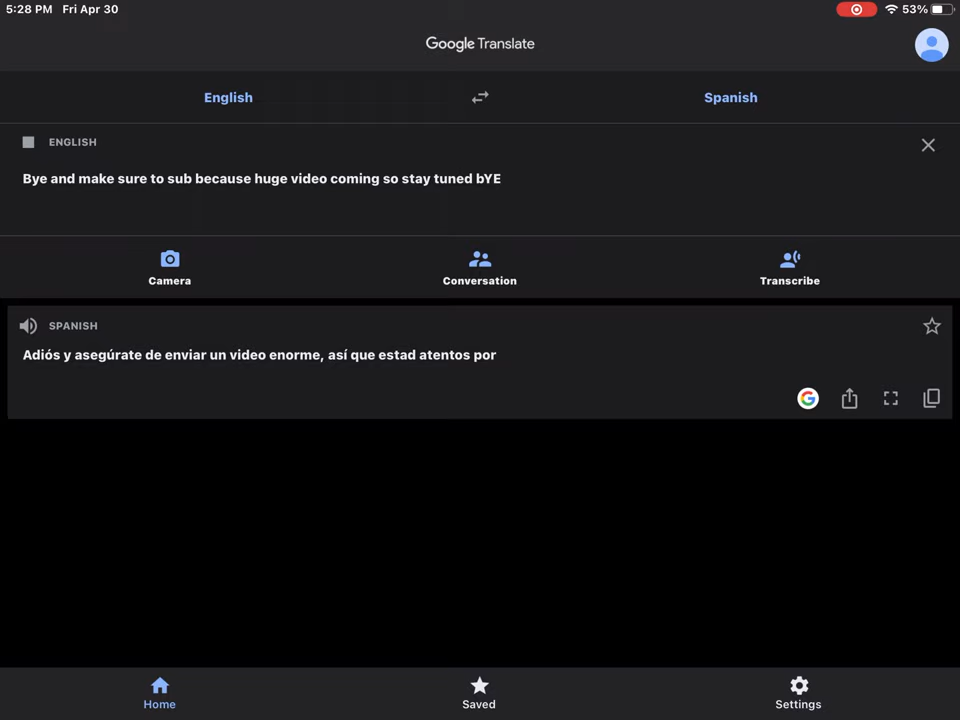 5:28 PM Fri Apr 30 53%
Google Translate
English Spanish
ENGLISH
Bye and make sure to sub because huge video coming so stay tuned bYE
Camera Conversation Transcribe
SPANISH
Adiós y asegúrate de enviar un video enorme, así que estad atentos por
G
Home Saved Settings